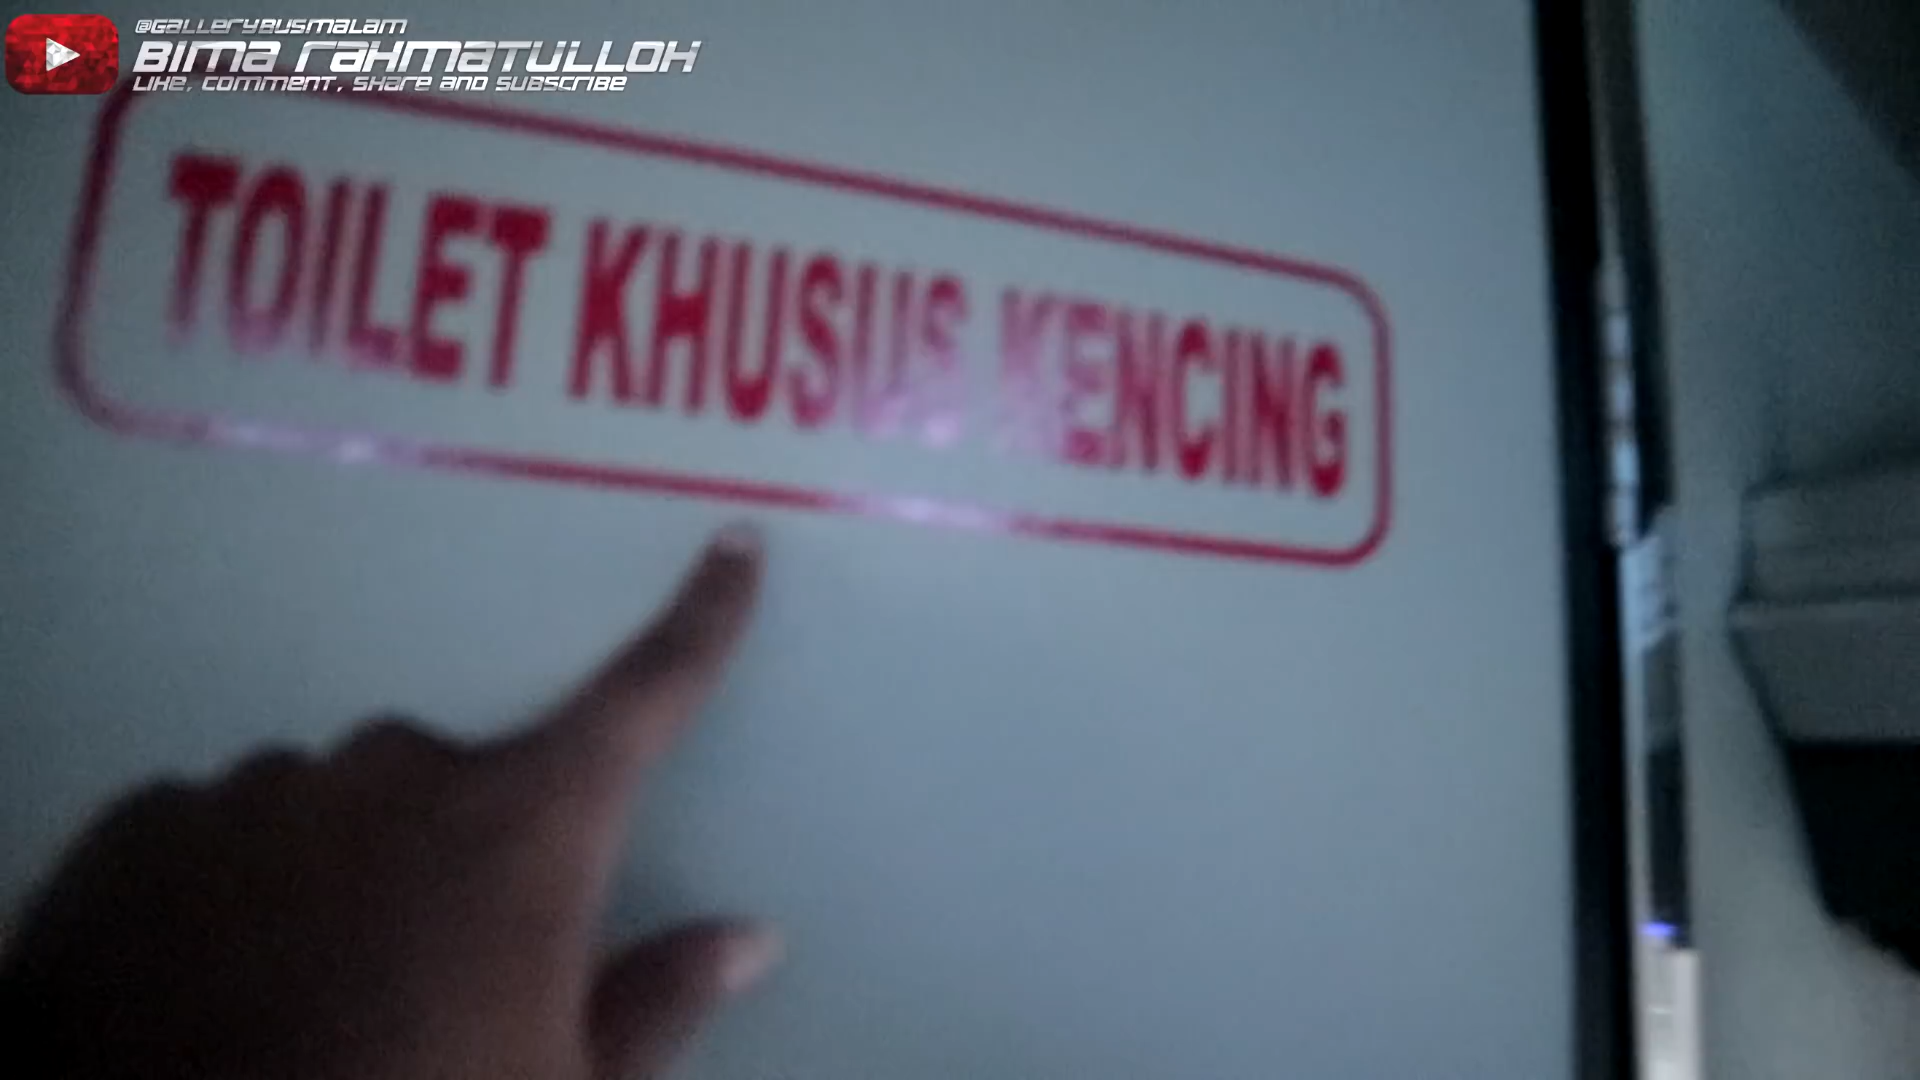 @GALLERYBUSMALAM
BIMA RAHMATULLOH
LIKE, COMMENT, SHARE AND SUBSCRIBE
TOILET KHUSUS KENCING